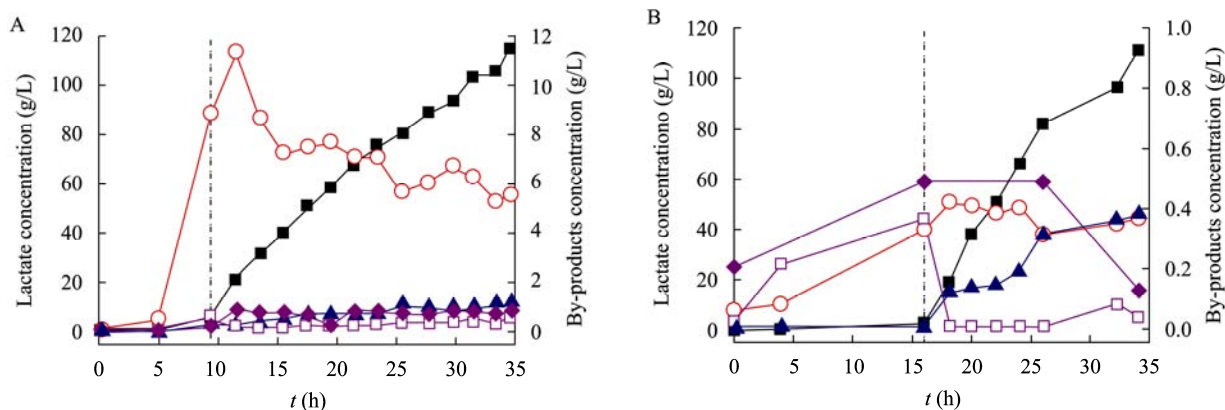 A
Lactate concentration (g/L)
120
100
80
60
40
20
0
0 5 10 15 20 25 30 35
t (h)
12
10
8
6
4
2
0
By-products concentration (g/L)
B
Lactate concentrationo (g/L)
120
100
80
60
40
20
0
0 5 10 15 20 25 30 35
t (h)
1.0
0.8
0.6
0.4
0.2
0.0
By-products concentration (g/L)